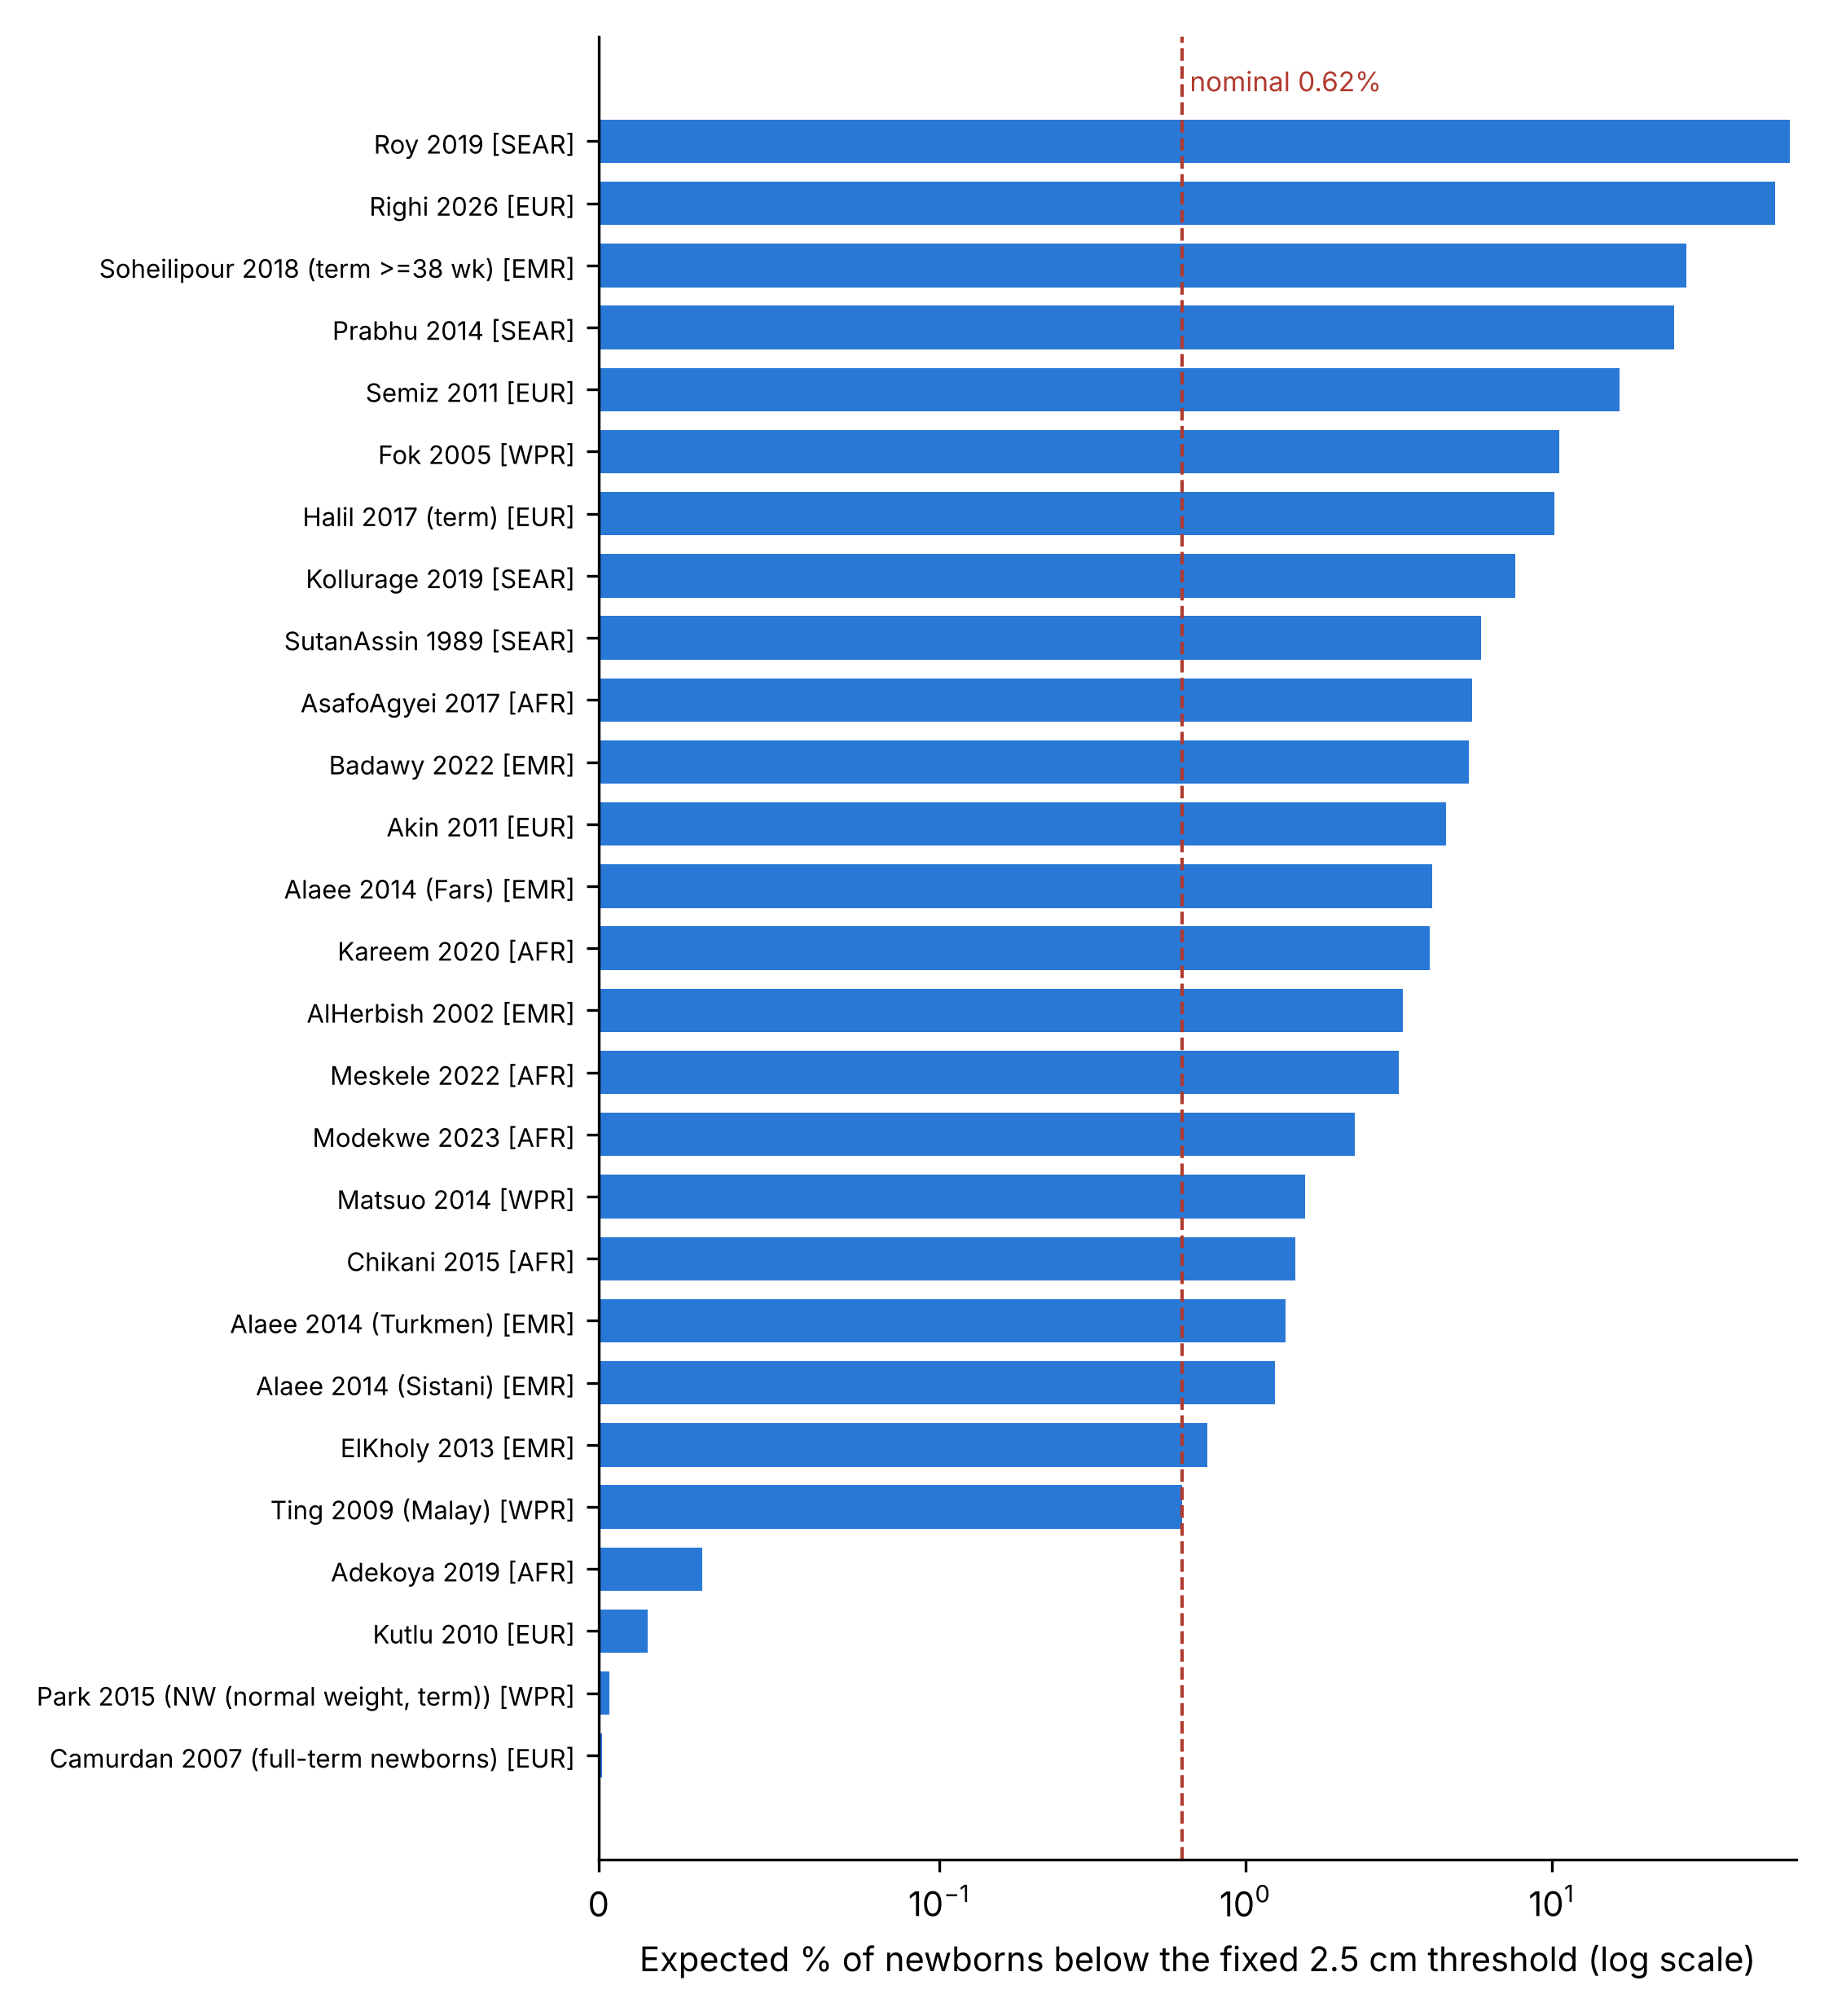 nominal 0.62%
Roy 2019 [SEAR]
Righi 2026 [EUR]
Soheilipour 2018 (term >=38 wk) [EMR]
Prabhu 2014 [SEAR]
Semiz 2011 [EUR]
Fok 2005 [WPR]
Halil 2017 (term) [EUR]
Kollurage 2019 [SEAR]
SutanAssin 1989 [SEAR]
AsafoAgyei 2017 [AFR]
Badawy 2022 [EMR]
Akin 2011 [EUR]
Alaee 2014 (Fars) [EMR]
Kareem 2020 [AFR]
AlHerbish 2002 [EMR]
Meskele 2022 [AFR]
Modekwe 2023 [AFR]
Matsuo 2014 [WPR]
Chikani 2015 [AFR]
Alaee 2014 (Turkmen) [EMR]
Alaee 2014 (Sistani) [EMR]
ElKholy 2013 [EMR]
Ting 2009 (Malay) [WPR]
Adekoya 2019 [AFR]
Kutlu 2010 [EUR]
Park 2015 (NW (normal weight, term)) [WPR]
Camurdan 2007 (full-term newborns) [EUR]
0 10⁻¹ 10⁰ 10¹
Expected % of newborns below the fixed 2.5 cm threshold (log scale)